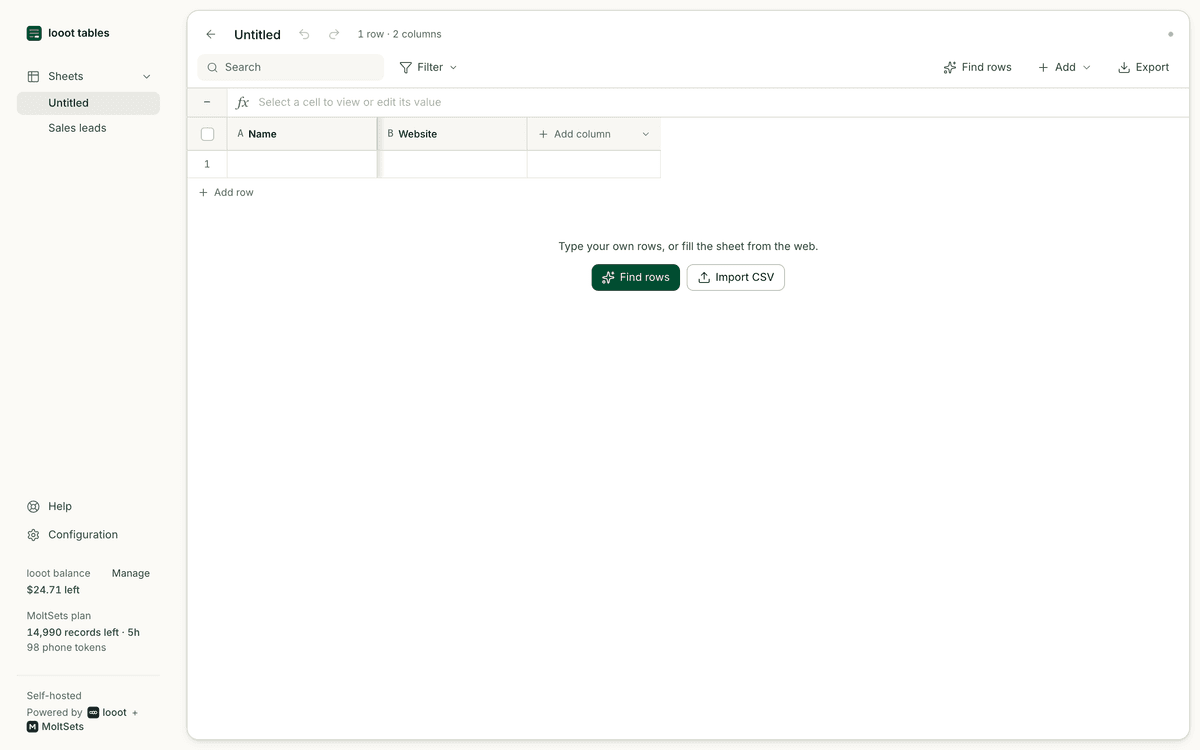 looot tables
Sheets
Untitled
Sales leads
Help
Configuration
looot balance Manage
$24.71 left
MoltSets plan
14,990 records left · 5h
98 phone tokens
Self-hosted
Powered by looot +
M MoltSets
Untitled 1 row · 2 columns
Search Filter Find rows + Add Export
− fx Select a cell to view or edit its value
A Name B Website + Add column
1
+ Add row
Type your own rows, or fill the sheet from the web.
Find rows Import CSV